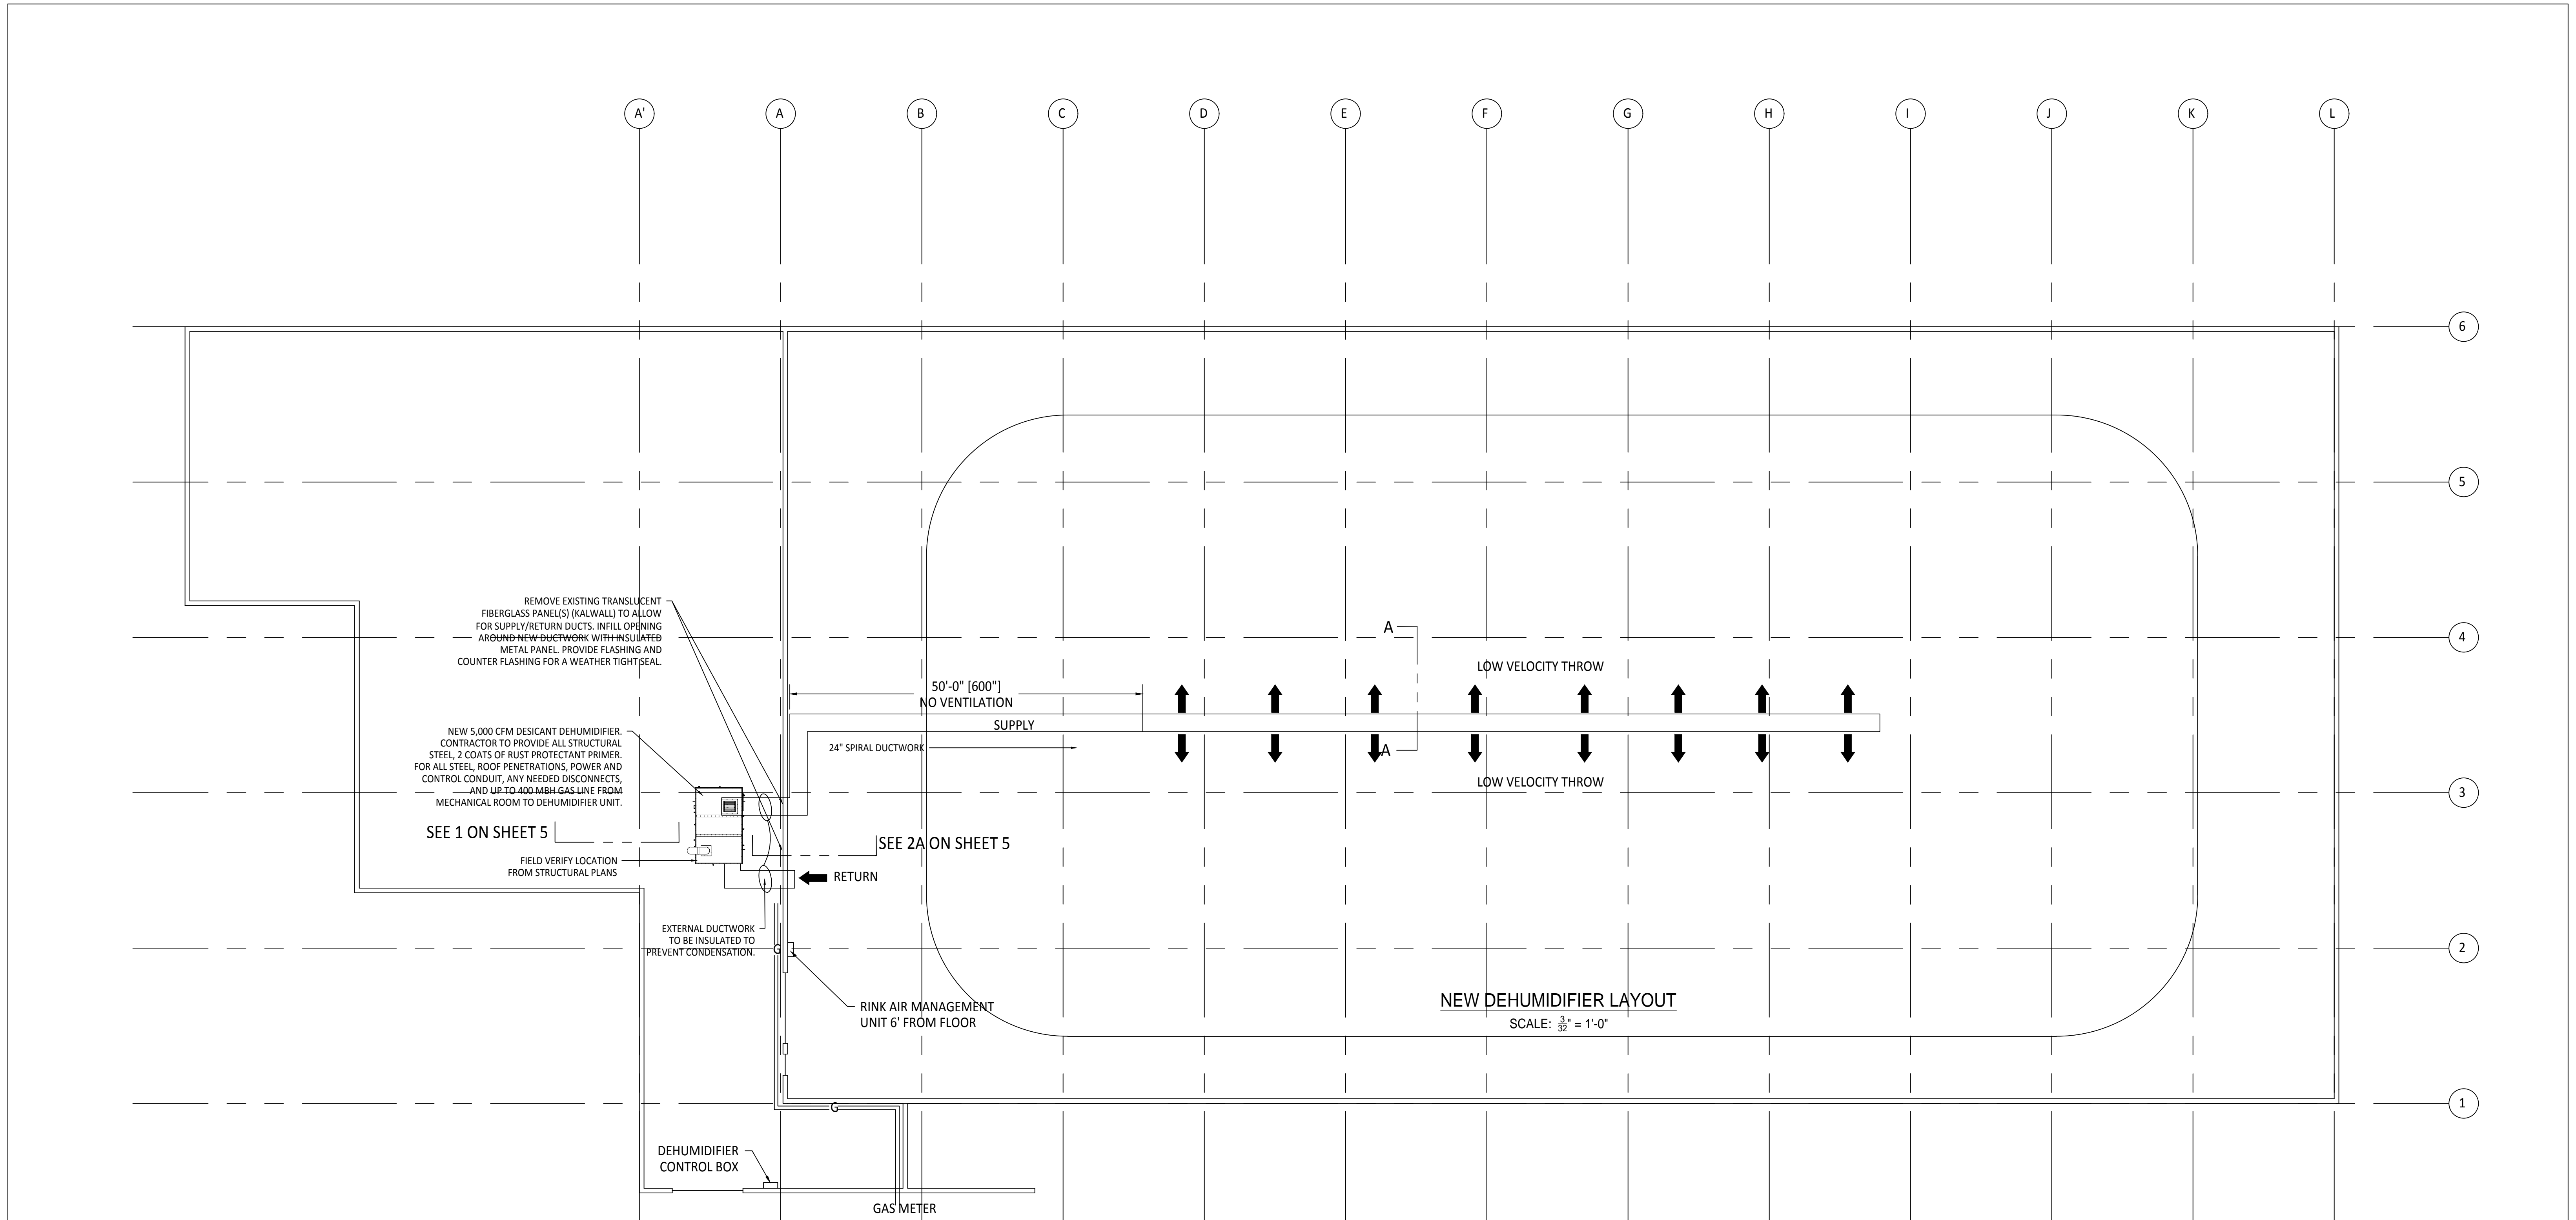 A'
A
B
C
D
E
F
G
H
I
J
K
L
6
5
4
3
2
1
REMOVE EXISTING TRANSLUCENT
FIBERGLASS PANEL(S) (KALWALL) TO ALLOW
FOR SUPPLY/RETURN DUCTS. INFILL OPENING
AROUND NEW DUCTWORK WITH INSULATED
METAL PANEL. PROVIDE FLASHING AND
COUNTER FLASHING FOR A WEATHER TIGHT SEAL.
A
LOW VELOCITY THROW
50'-0" [600"]
NO VENTILATION
SUPPLY
24" SPIRAL DUCTWORK
A
LOW VELOCITY THROW
NEW 5,000 CFM DESICANT DEHUMIDIFIER.
CONTRACTOR TO PROVIDE ALL STRUCTURAL
STEEL, 2 COATS OF RUST PROTECTANT PRIMER.
FOR ALL STEEL, ROOF PENETRATIONS, POWER AND
CONTROL CONDUIT, ANY NEEDED DISCONNECTS,
AND UP TO 400 MBH GAS LINE FROM
MECHANICAL ROOM TO DEHUMIDIFIER UNIT.
SEE 1 ON SHEET 5
SEE 2A ON SHEET 5
FIELD VERIFY LOCATION
FROM STRUCTURAL PLANS
RETURN
EXTERNAL DUCTWORK
TO BE INSULATED TO
PREVENT CONDENSATION.
G
RINK AIR MANAGEMENT
UNIT 6' FROM FLOOR
NEW DEHUMIDIFIER LAYOUT
SCALE: 3/32" = 1'-0"
G
DEHUMIDIFIER
CONTROL BOX
GAS METER